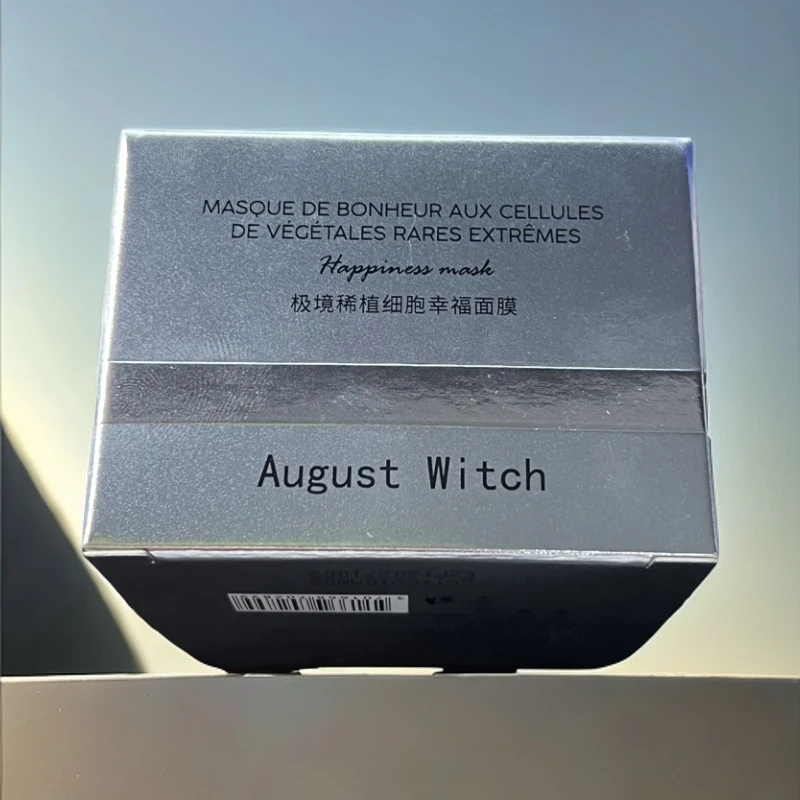 MASQUE DE BONHEUR AUX CELLULES
DE VÉGÉTALES RARES EXTRÊMES
Happiness mask
极境稀植细胞幸福面膜
August Witch